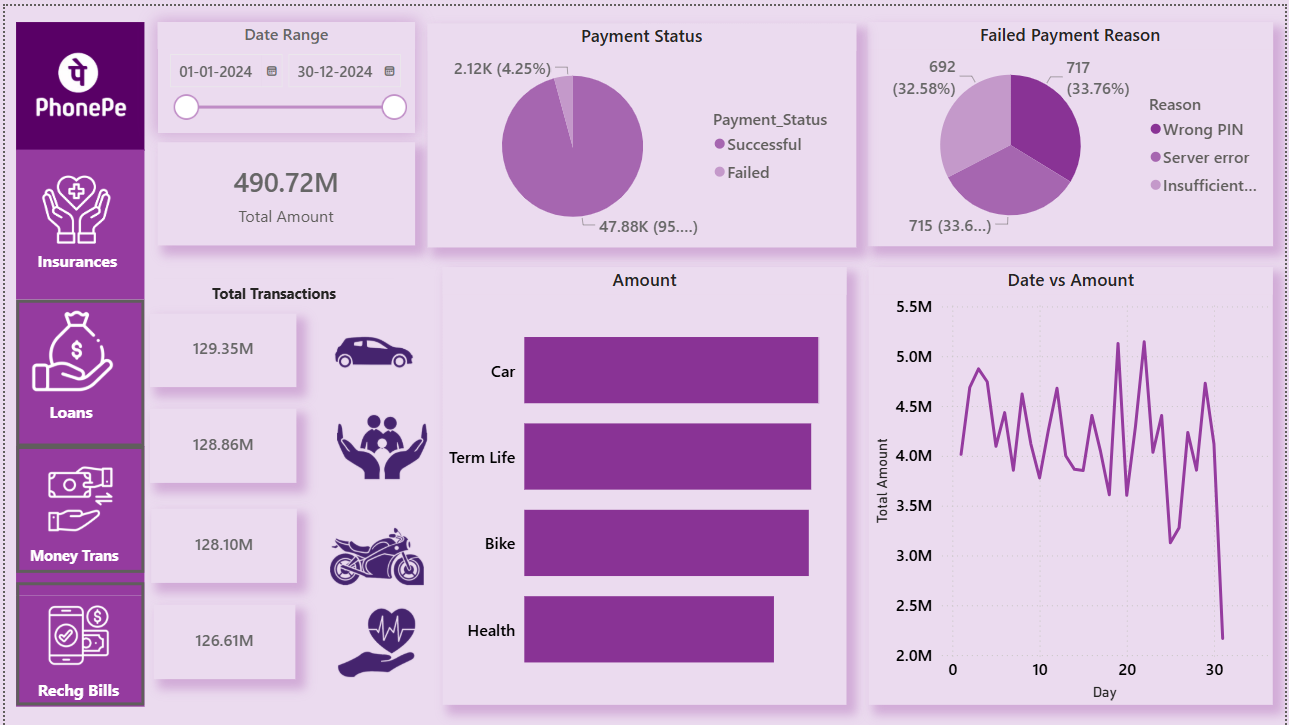 पे
PhonePe
Insurances
Loans
Money Trans
Rechg Bills
Date Range
01-01-2024 30-12-2024
490.72M
Total Amount
Payment Status
2.12K (4.25%)
47.88K (95....)
Payment_Status
Successful
Failed
Failed Payment Reason
692
(32.58%)
717
(33.76%)
715 (33.6...)
Reason
Wrong PIN
Server error
Insufficient...
Total Transactions
129.35M
128.86M
128.10M
126.61M
Amount
Car
Term Life
Bike
Health
Date vs Amount
Total Amount
5.5M
5.0M
4.5M
4.0M
3.5M
3.0M
2.5M
2.0M
0 10 20 30
Day